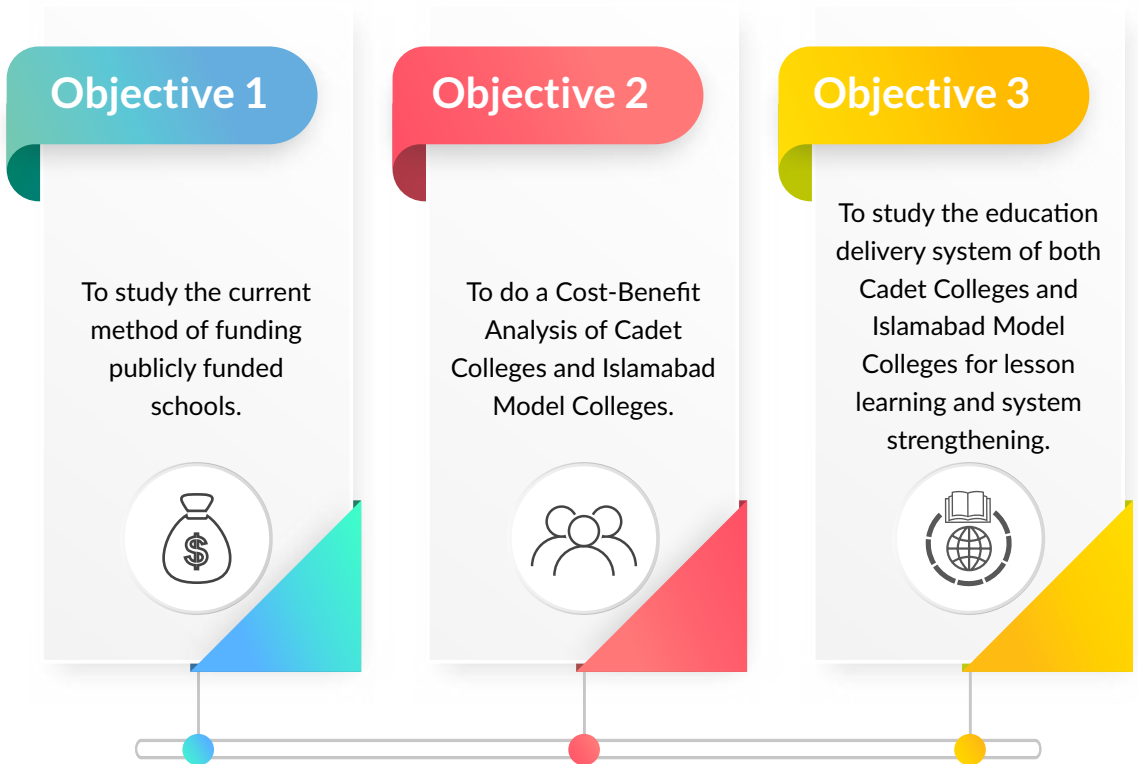 Objective 1
To study the current
method of funding
publicly funded
schools.
$
Objective 2
To do a Cost-Benefit
Analysis of Cadet
Colleges and Islamabad
Model Colleges.
Objective 3
To study the education
delivery system of both
Cadet Colleges and
Islamabad Model
Colleges for lesson
learning and system
strengthening.